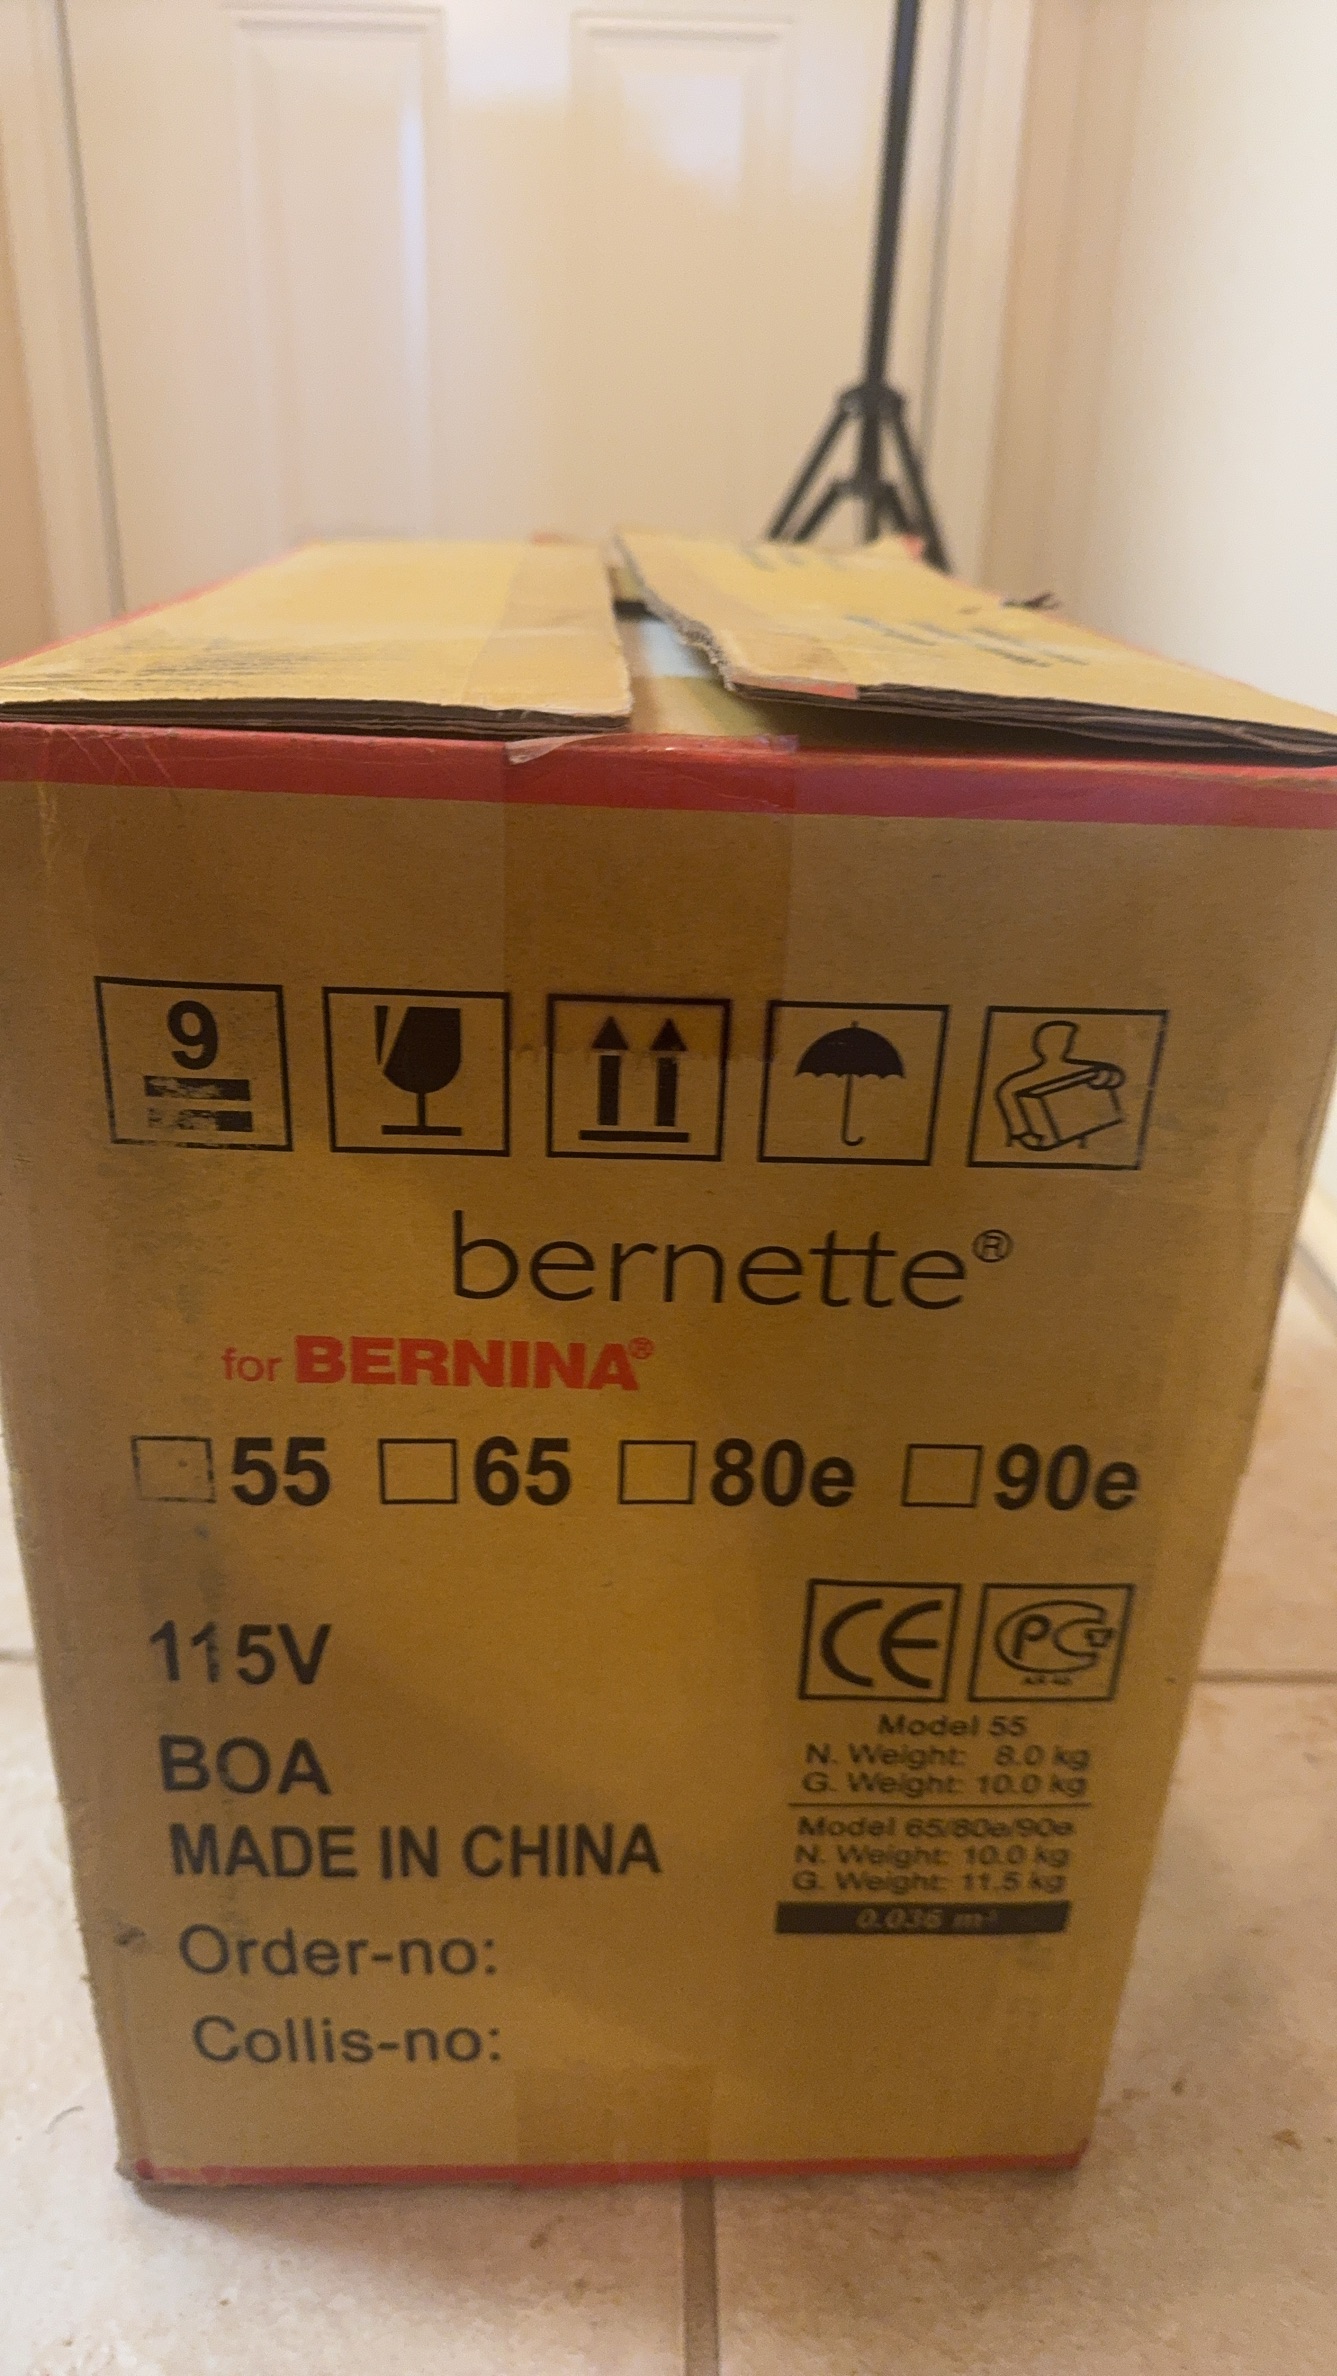 9
bernette®
for BERNINA®
55 65 80e 90e
115V
CE PC
BOA
Model 55
N. Weight: 8.0 kg
G. Weight: 10.0 kg
MADE IN CHINA
Model 65/80e/90e
N. Weight: 10.0 kg
G. Weight: 11.5 kg
0.036 m³
Order-no:
Collis-no: